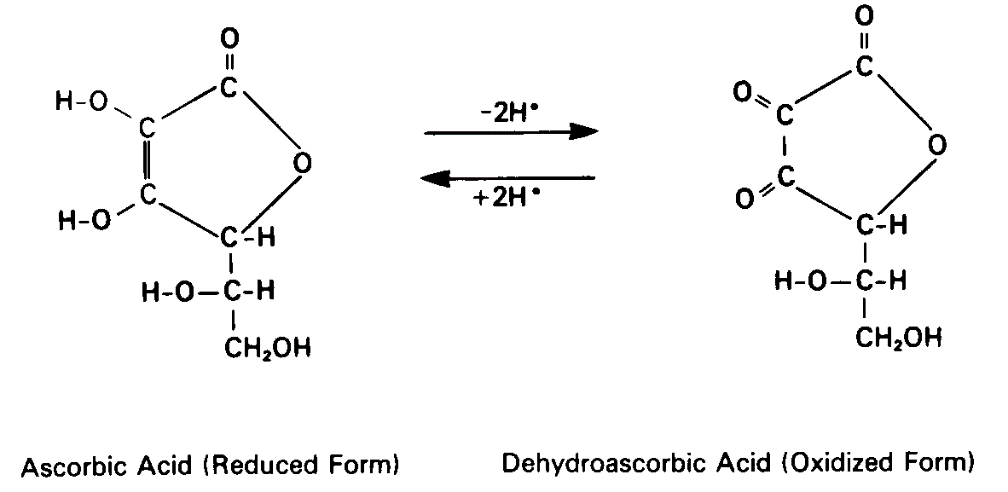 O
||
C
H-O
C
||
C
H-O
O
C-H
|
H-O–C-H
|
CH₂OH
-2H•
+2H•
O
||
C
O=C
|
O=C
O
C-H
|
H-O–C-H
|
CH₂OH
Ascorbic Acid (Reduced Form)
Dehydroascorbic Acid (Oxidized Form)